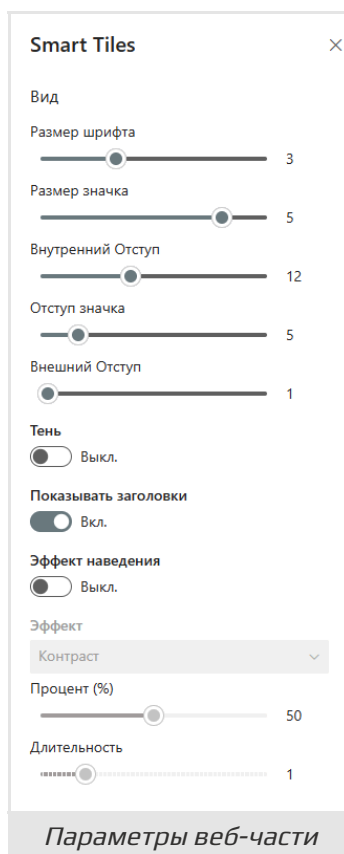 Smart Tiles
Вид
Размер шрифта
3
Размер значка
5
Внутренний Отступ
12
Отступ значка
5
Внешний Отступ
1
Тень
Выкл.
Показывать заголовки
Вкл.
Эффект наведения
Выкл.
Эффект
Контраст
Процент (%)
50
Длительность
1
Параметры веб-части